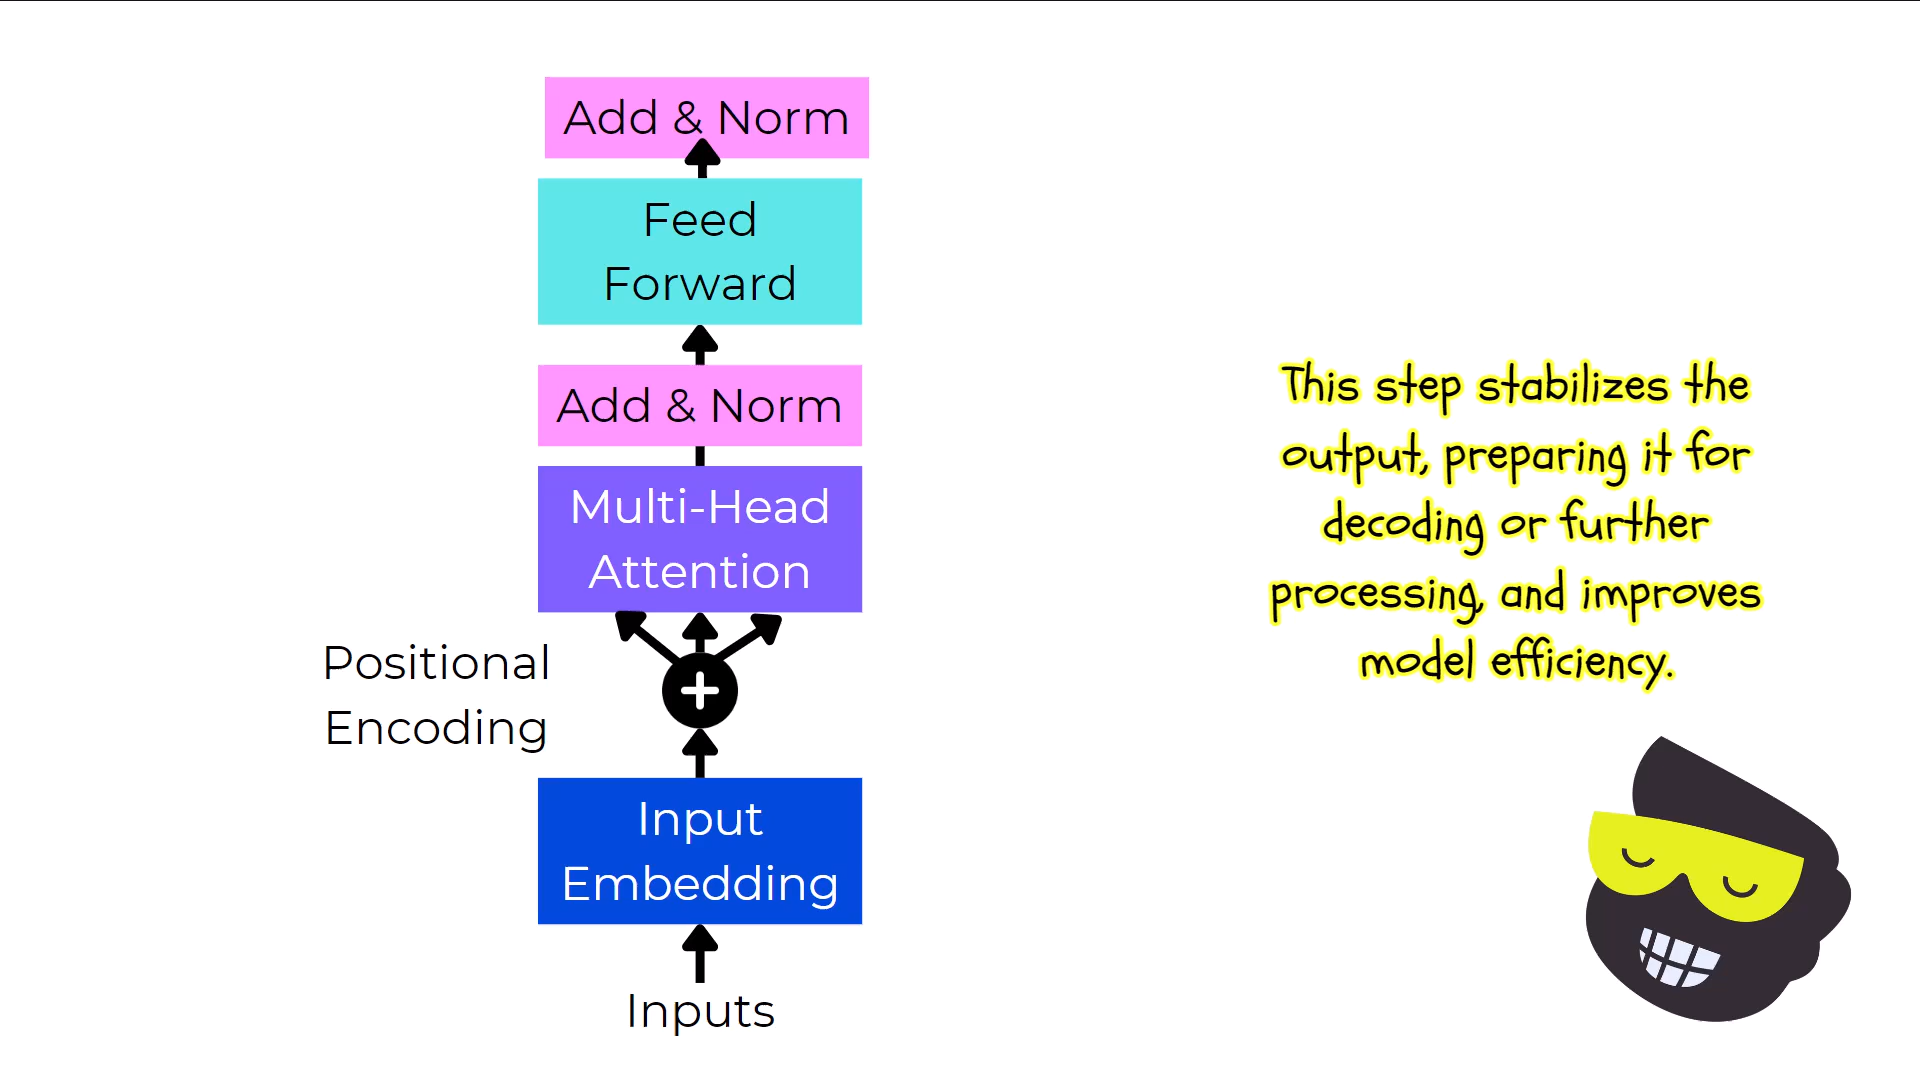 Add & Norm
Feed
Forward
Add & Norm
Multi-Head
Attention
Positional
Encoding
Input
Embedding
Inputs
This step stabilizes the
output, preparing it for
decoding or further
processing, and improves
model efficiency.